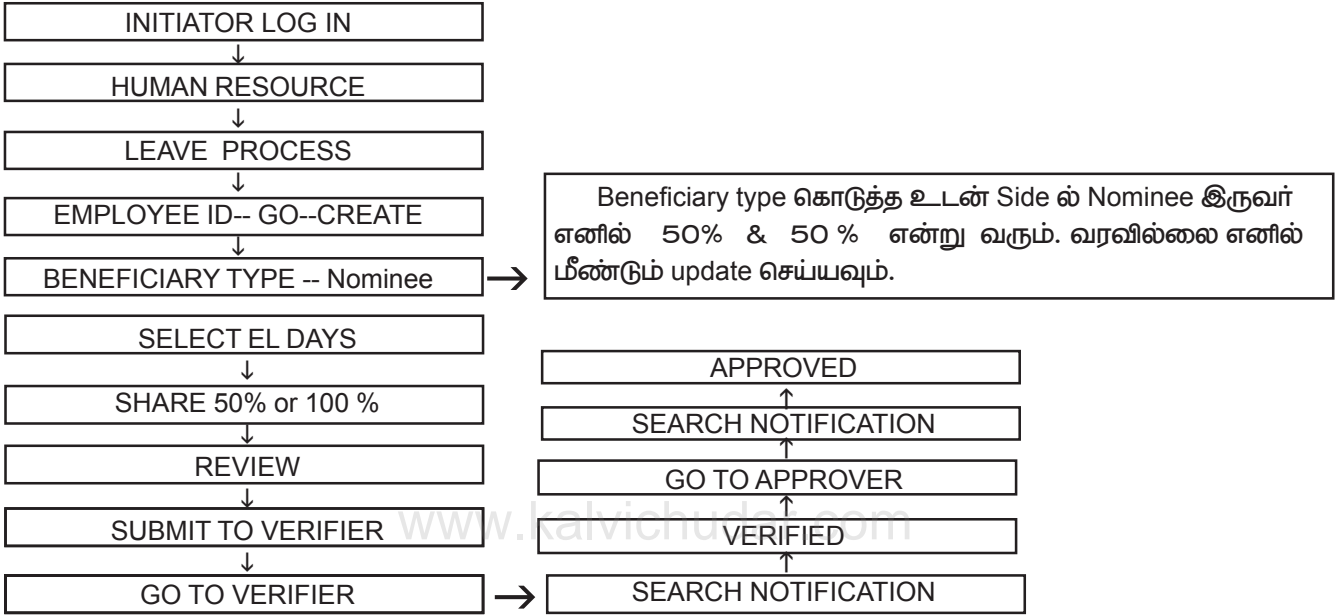 INITIATOR LOG IN
↓
HUMAN RESOURCE
↓
LEAVE PROCESS
↓
EMPLOYEE ID-- GO--CREATE
↓
BENEFICIARY TYPE -- Nominee →
Beneficiary type கொடுத்த உடன் Side ல் Nominee இருவர்
எனில் 50% & 50 % என்று வரும். வரவில்லை எனில்
மீண்டும் update செய்யவும்.
SELECT EL DAYS
↓
SHARE 50% or 100 %
↓
REVIEW
↓
SUBMIT TO VERIFIER
↓
GO TO VERIFIER →
APPROVED
↑
SEARCH NOTIFICATION
↑
GO TO APPROVER
↑
VERIFIED
↑
SEARCH NOTIFICATION
www.kalvichudar.com